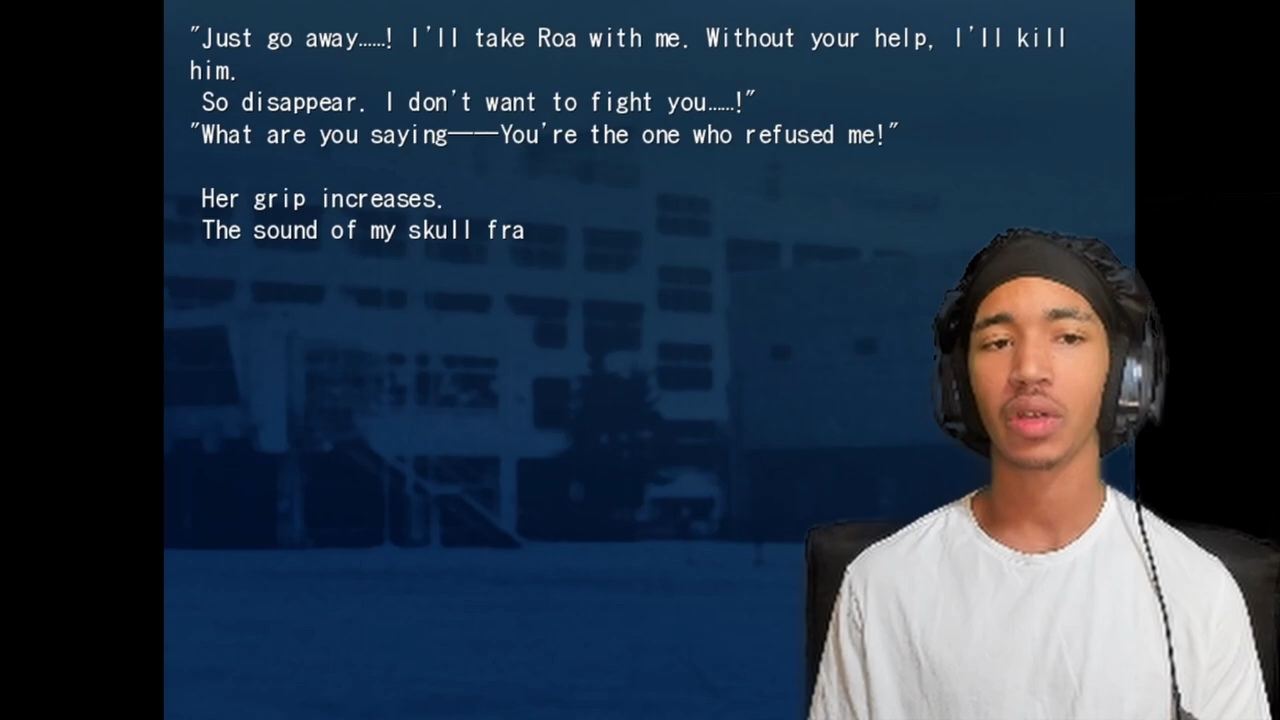 "Just go away……! I'll take Roa with me. Without your help, I'll kill
him.
So disappear. I don't want to fight you……!"
"What are you saying――You're the one who refused me!"
Her grip increases.
The sound of my skull fra